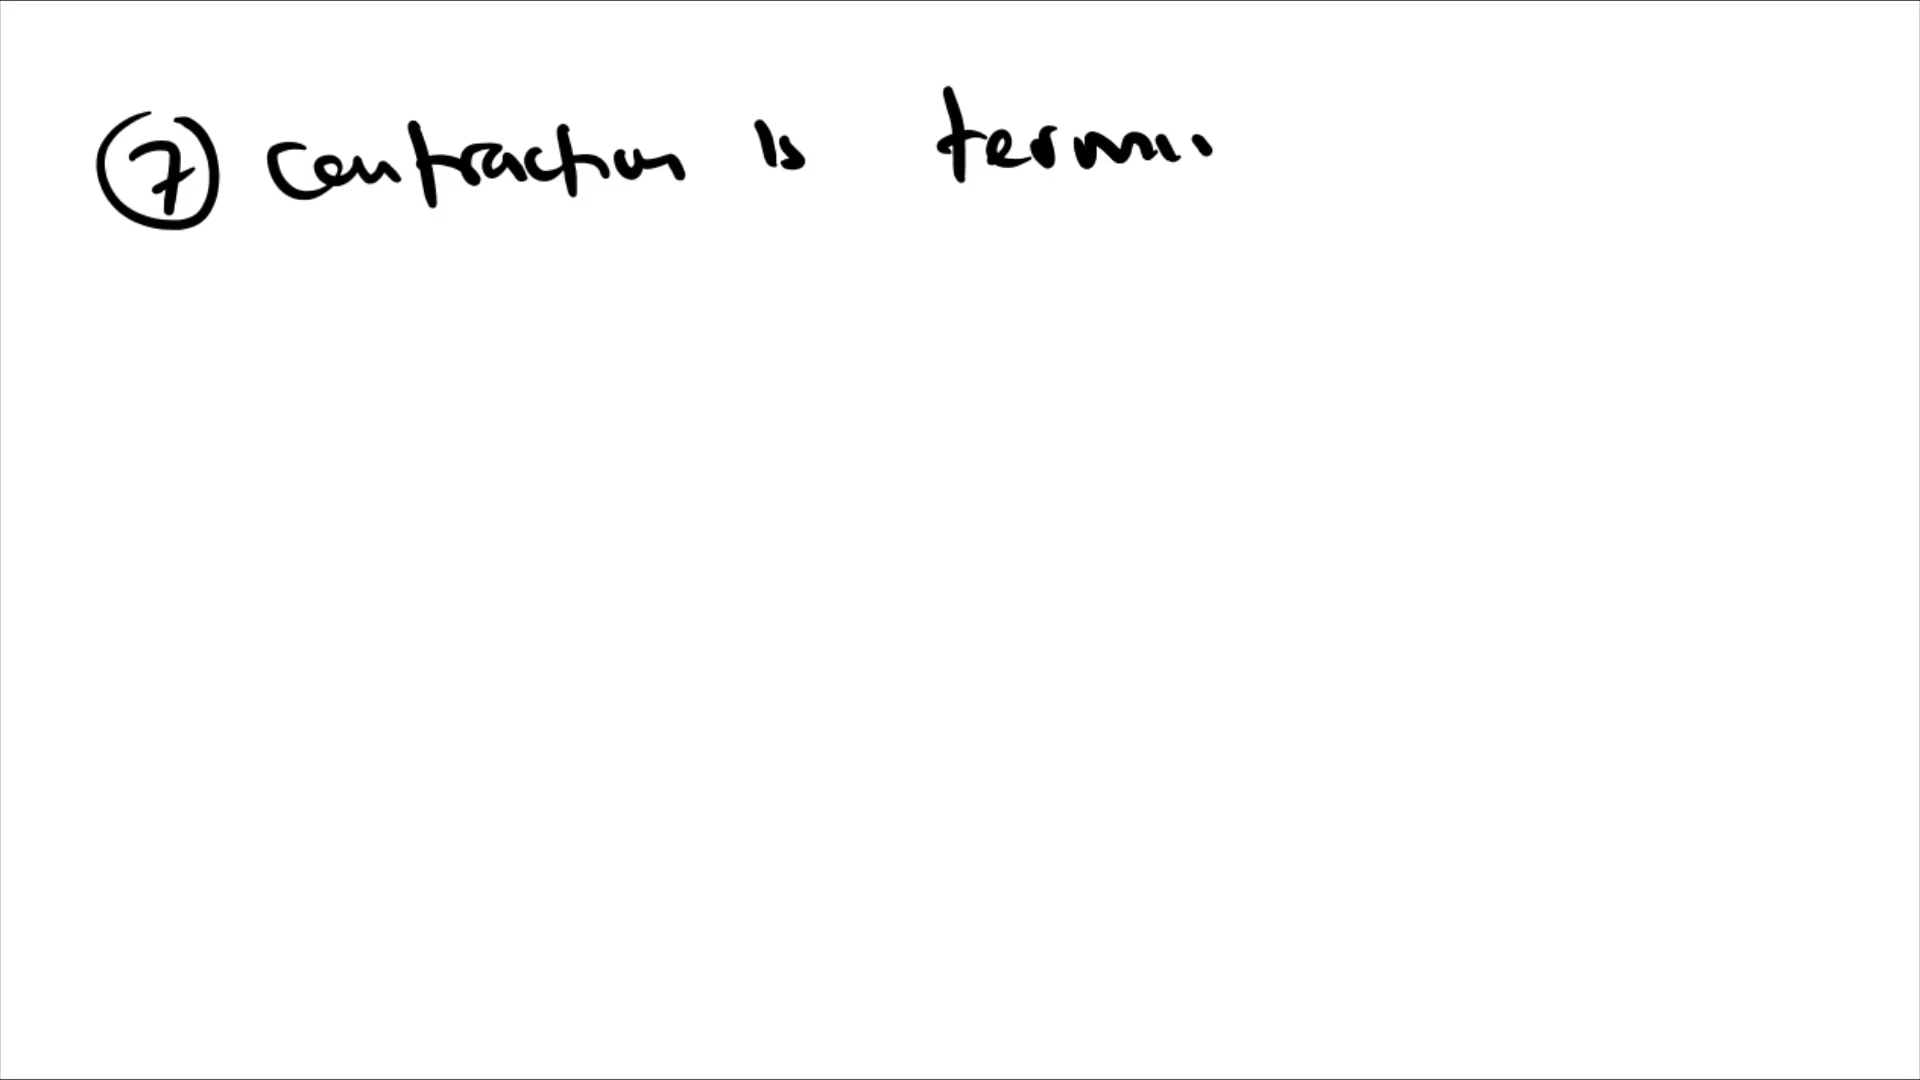 ⑦ contraction is termi